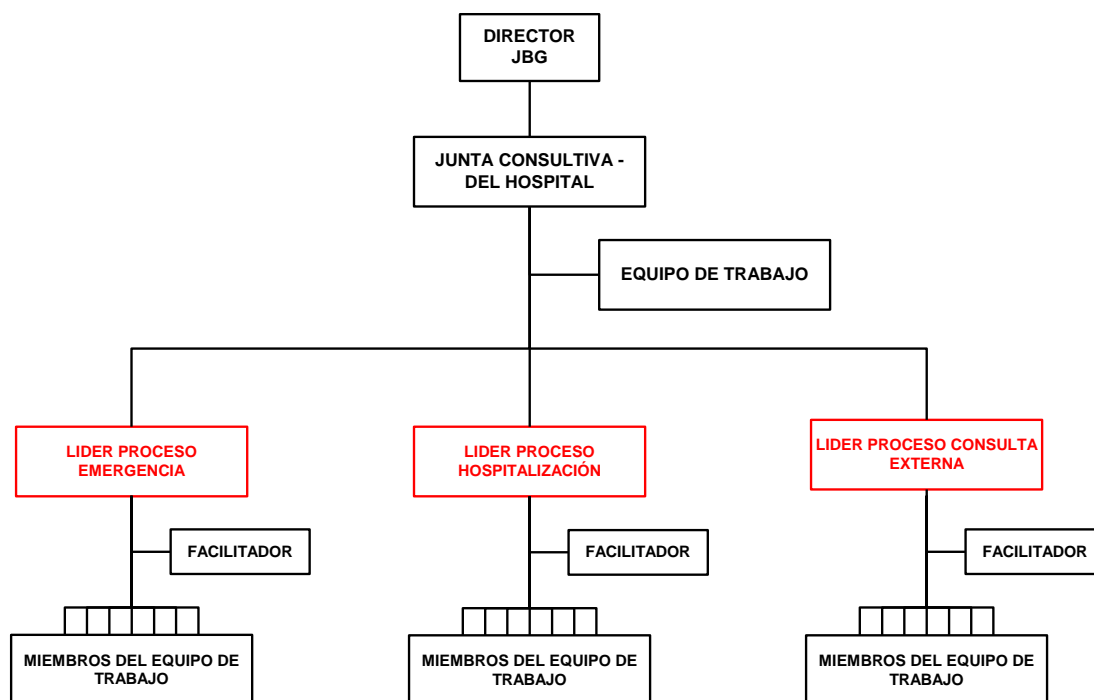 DIRECTOR
JBG
JUNTA CONSULTIVA -
DEL HOSPITAL
EQUIPO DE TRABAJO
LIDER PROCESO
EMERGENCIA
LIDER PROCESO
HOSPITALIZACIÓN
LIDER PROCESO CONSULTA
EXTERNA
FACILITADOR
FACILITADOR
FACILITADOR
MIEMBROS DEL EQUIPO DE
TRABAJO
MIEMBROS DEL EQUIPO DE
TRABAJO
MIEMBROS DEL EQUIPO DE
TRABAJO